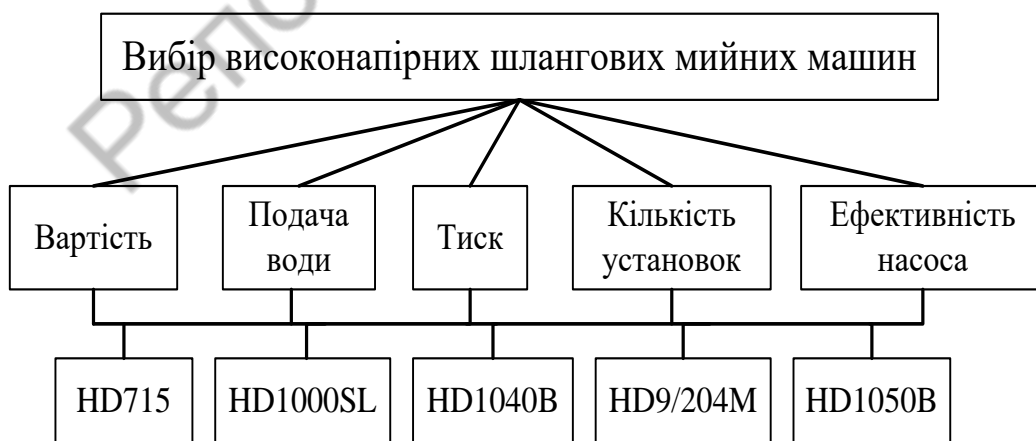 Вибір високонапірних шлангових мийних машин
Вартість
Подача
води
Тиск
Кількість
установок
Ефективність
насоса
HD715
HD1000SL
HD1040B
HD9/204M
HD1050B